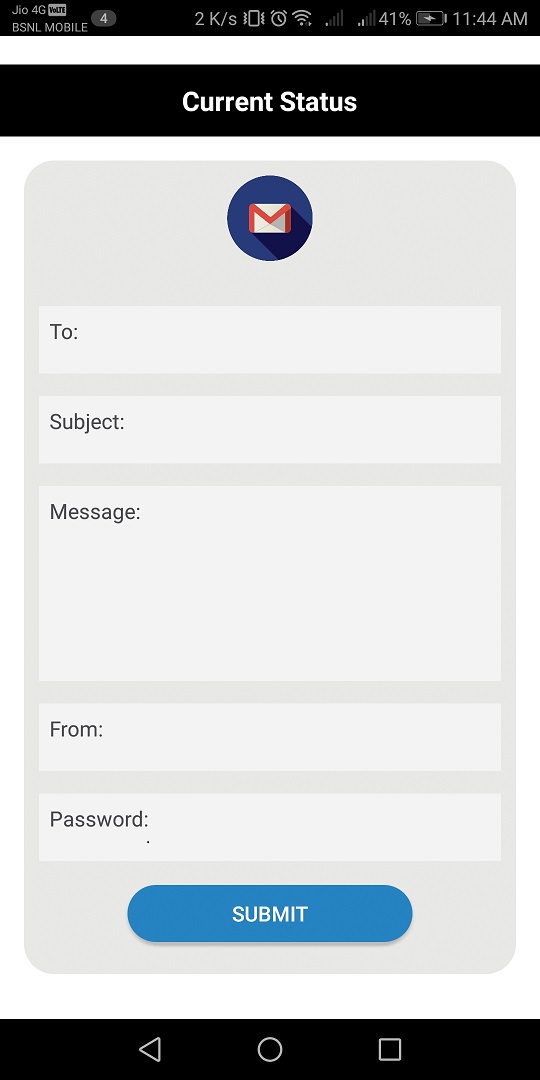 Jio 4G VoLTE
BSNL MOBILE 4 2 K/s 41% 11:44 AM
Current Status
To:
Subject:
Message:
From:
Password:
.
SUBMIT